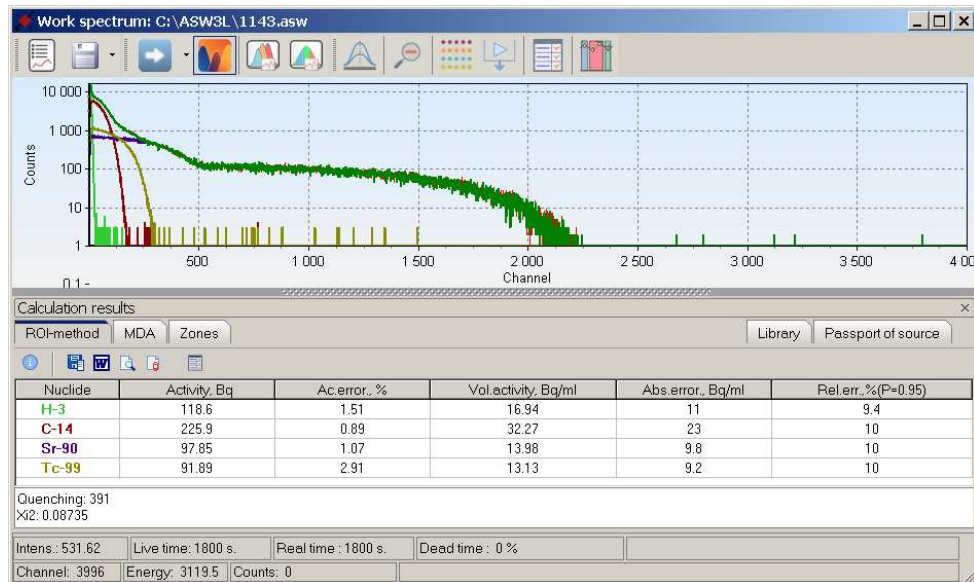 Work spectrum: C:\ASW3L\1143.asw
10 000
1 000
100
10
1
0.1
Counts
500 1 000 1 500 2 000 2 500 3 000 3 500 4 00
Channel
Calculation results
ROI-method MDA Zones Library Passport of source
Nuclide Activity, Bq Ac.error., % Vol.activity, Bq/ml Abs.error., Bq/ml Rel.err.,%(P=0.95)
H-3 118.6 1.51 16.94 11 9.4
C-14 225.9 0.89 32.27 23 10
Sr-90 97.85 1.07 13.98 9.8 10
Tc-99 91.89 2.91 13.13 9.2 10
Quenching: 391
Xi2: 0.08735
Intens.: 531.62 Live time: 1800 s. Real time : 1800 s. Dead time : 0 %
Channel: 3996 Energy: 3119.5 Counts: 0